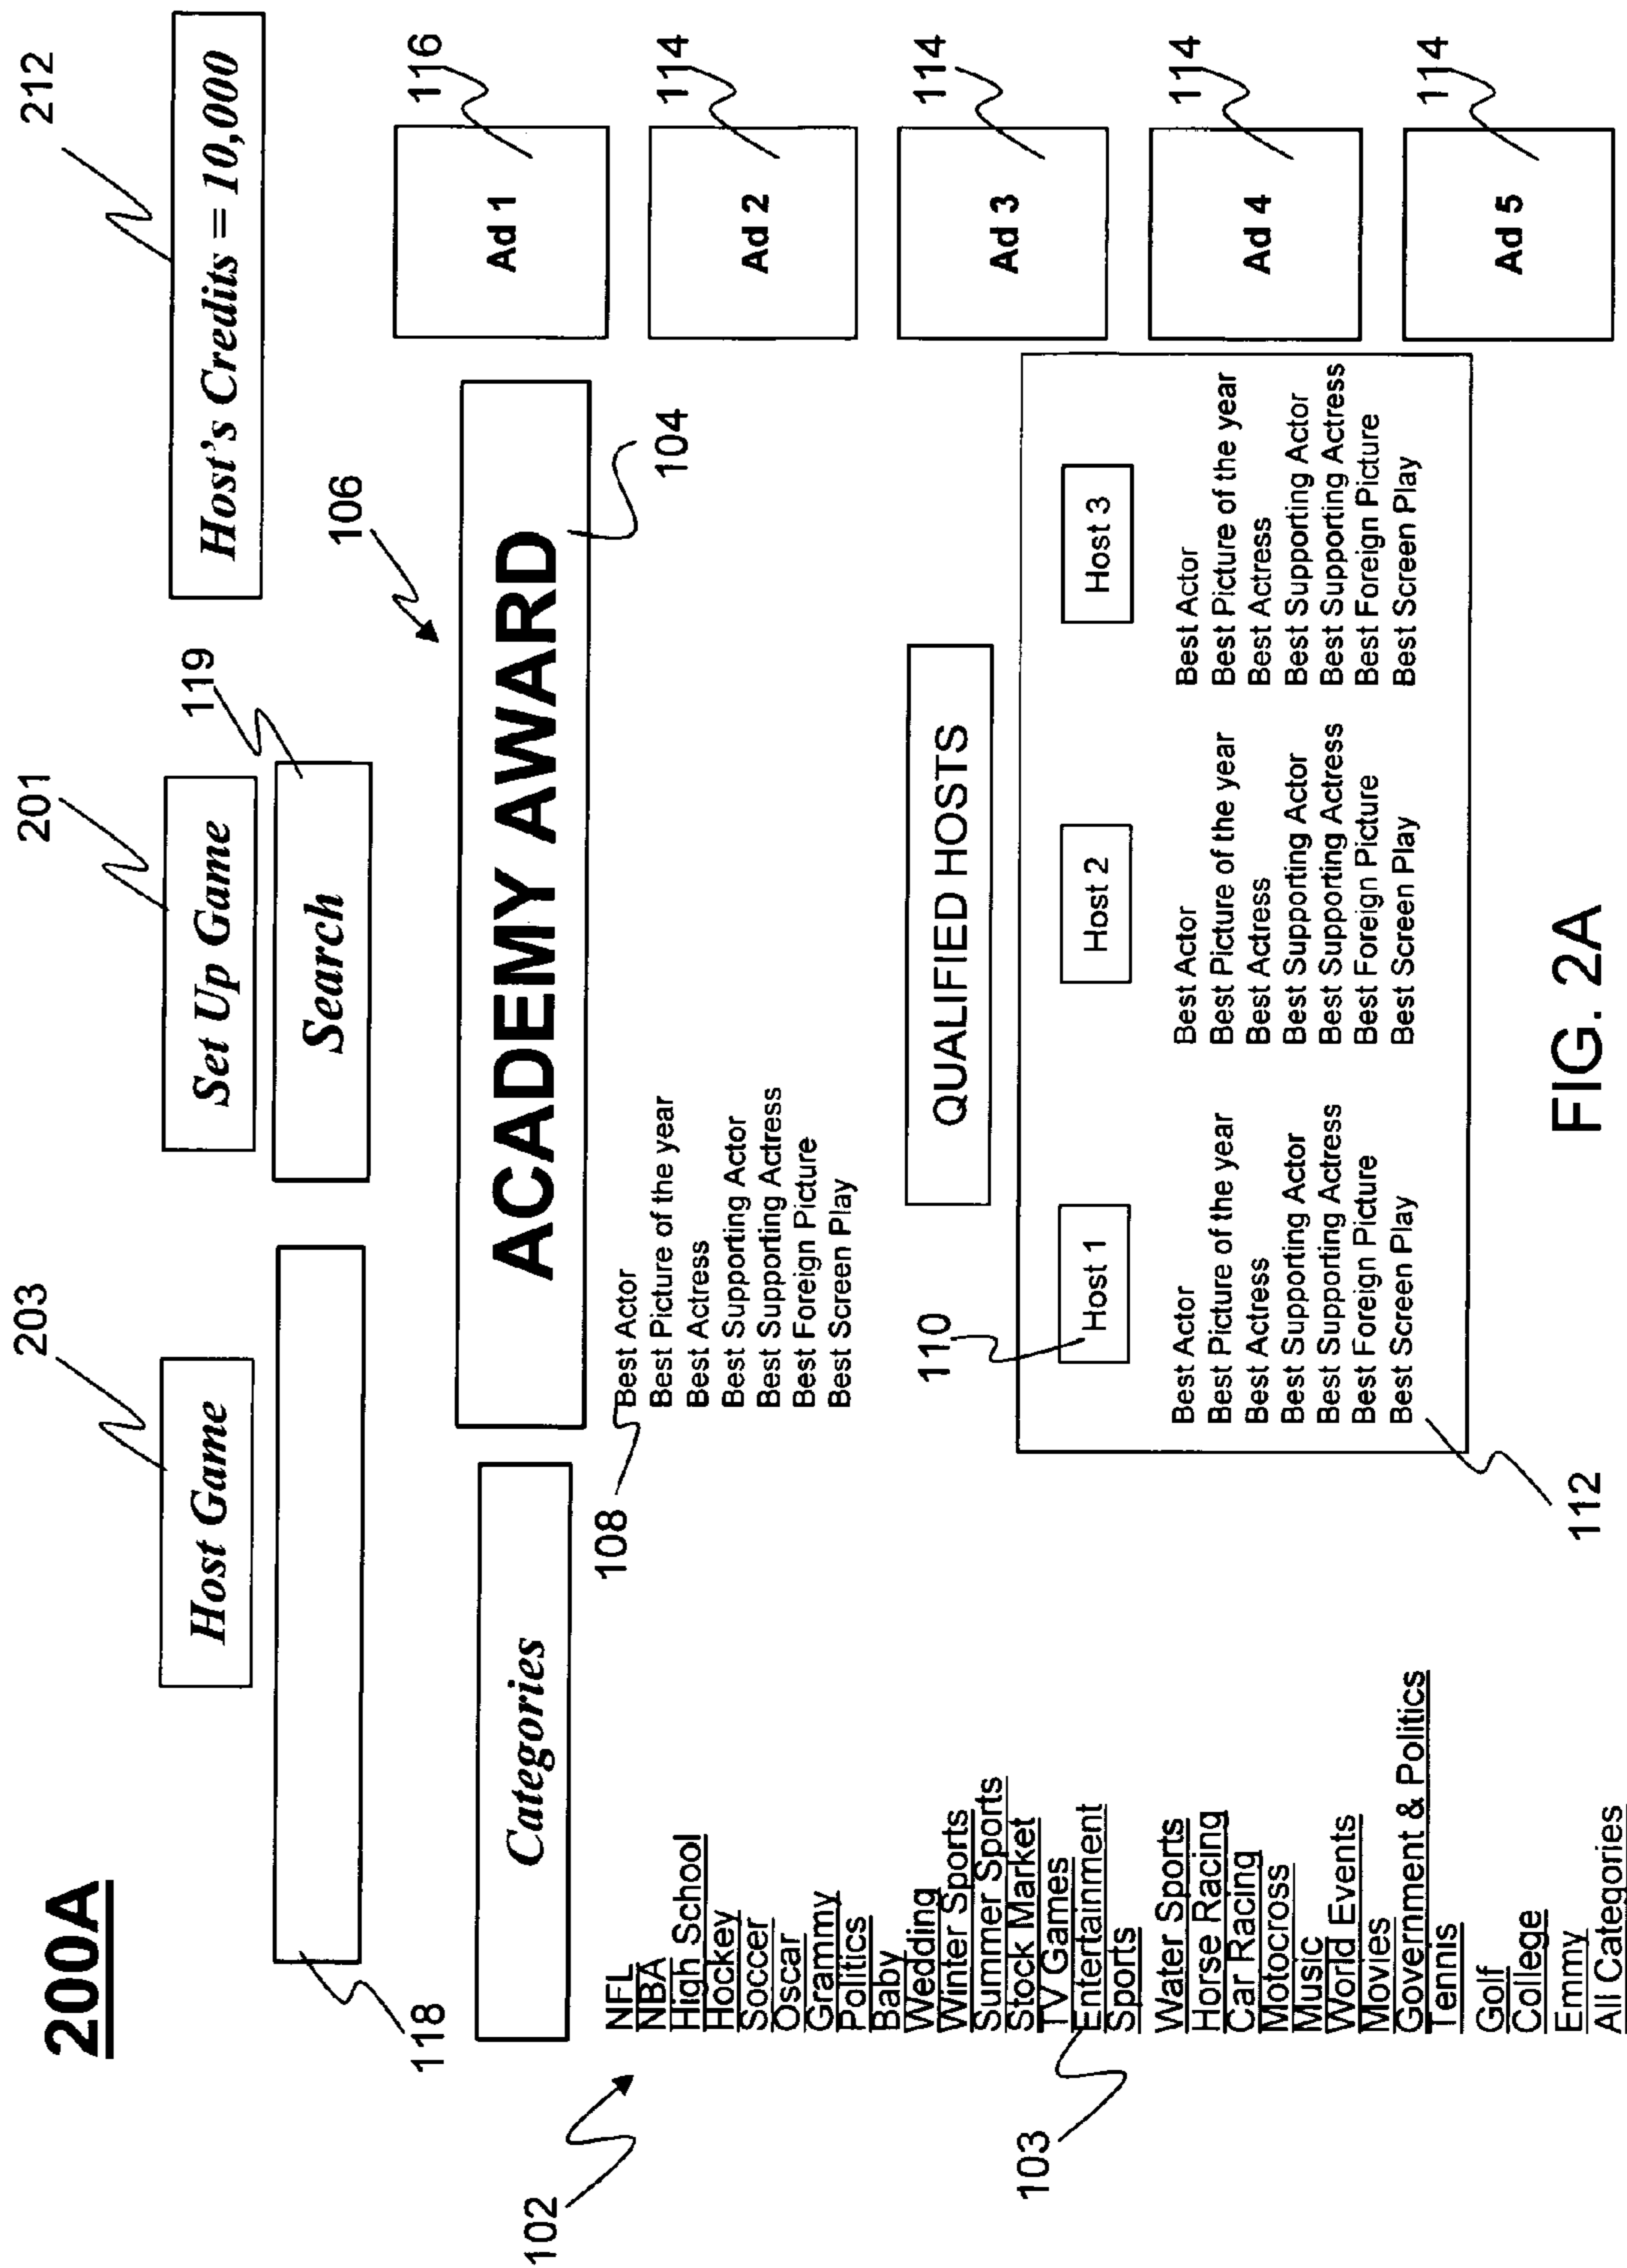 200A
203
201
212
Host Game
Set Up Game
Host's Credits = 10,000
118
Search
119
106
116
Categories
ACADEMY AWARD
104
Ad 1
102
NFL
NBA
High School
Hockey
Soccer
Oscar
Grammy
Politics
Baby
Wedding
Winter Sports
Summer Sports
Stock Market
TV Games
Entertainment
Sports
Water Sports
Horse Racing
Car Racing
Motocross
Music
World Events
Movies
Government & Politics
Tennis
Golf
College
Emmy
All Categories
103
108
Best Actor
Best Picture of the year
Best Actress
Best Supporting Actor
Best Supporting Actress
Best Foreign Picture
Best Screen Play
114
Ad 2
QUALIFIED HOSTS
110
Host 1
Best Actor
Best Picture of the year
Best Actress
Best Supporting Actor
Best Supporting Actress
Best Foreign Picture
Best Screen Play
112
Host 2
Best Actor
Best Picture of the year
Best Actress
Best Supporting Actor
Best Supporting Actress
Best Foreign Picture
Best Screen Play
Host 3
Best Actor
Best Picture of the year
Best Actress
Best Supporting Actor
Best Supporting Actress
Best Foreign Picture
Best Screen Play
114
Ad 3
114
Ad 4
114
Ad 5
FIG. 2A